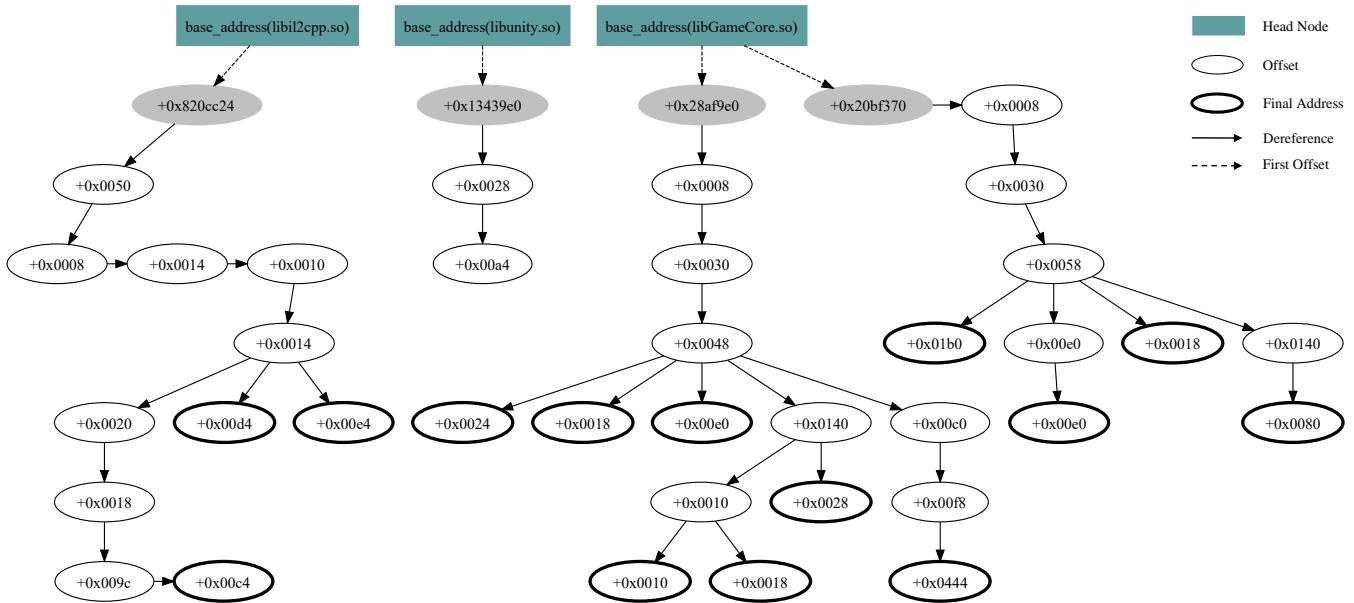 base_address(libil2cpp.so)
base_address(libunity.so)
base_address(libGameCore.so)
Head Node
Offset
Final Address
Dereference
First Offset
+0x820cc24
+0x13439e0
+0x28af9e0
+0x20bf370
+0x0008
+0x0050
+0x0028
+0x0008
+0x0030
+0x0008
+0x0014
+0x0010
+0x00a4
+0x0030
+0x0058
+0x0014
+0x0048
+0x01b0
+0x00e0
+0x0018
+0x0140
+0x0020
+0x00d4
+0x00e4
+0x0024
+0x0018
+0x00e0
+0x0140
+0x00c0
+0x00e0
+0x0080
+0x0018
+0x0010
+0x0028
+0x00f8
+0x009c
+0x00c4
+0x0010
+0x0018
+0x0444